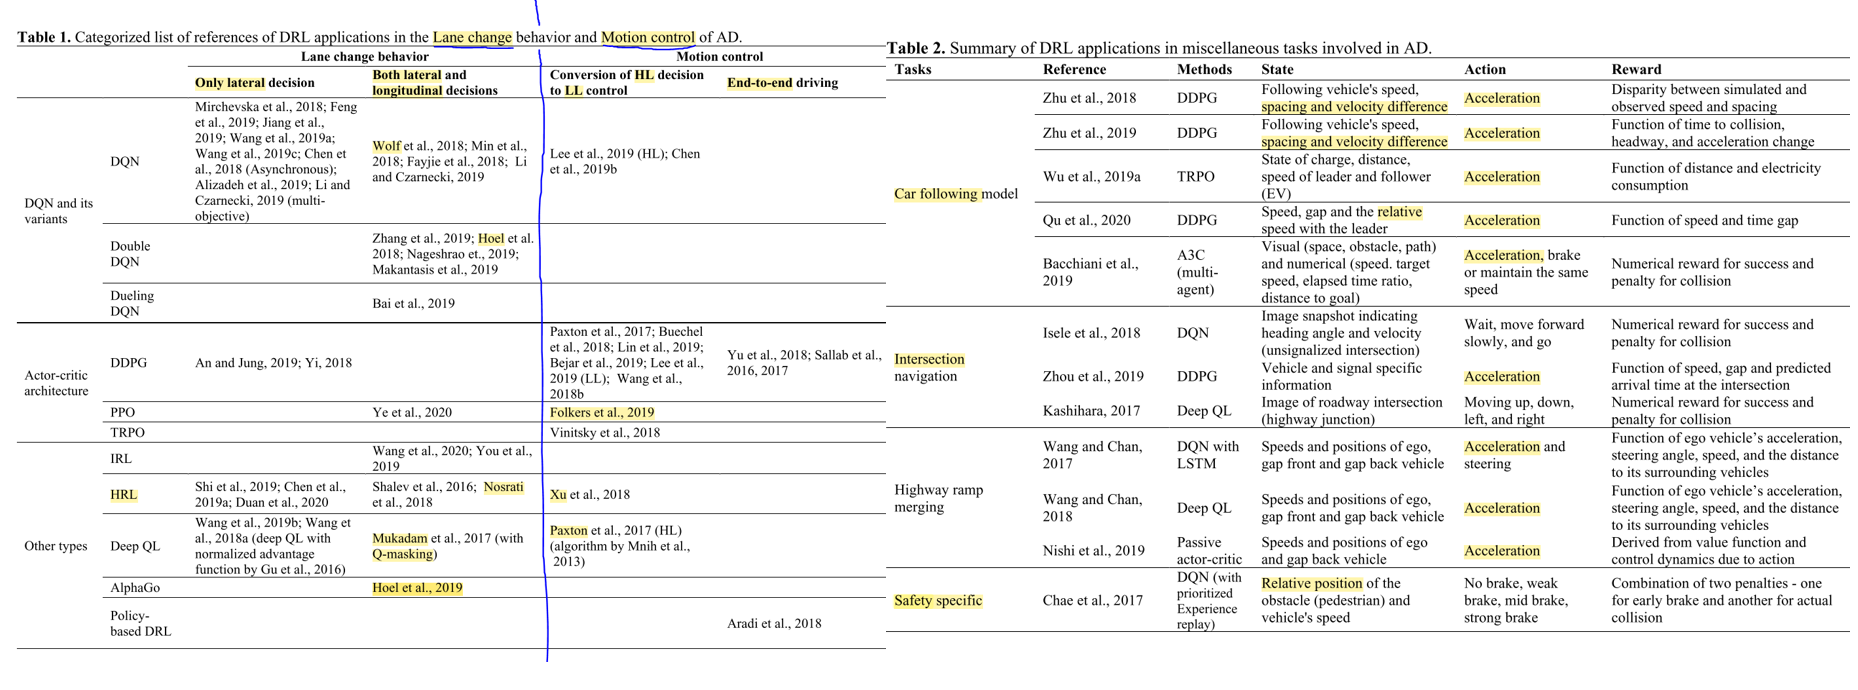 Table 1. Categorized list of references of DRL applications in the Lane change behavior and Motion control of AD.
Lane change behavior
Motion control
Only lateral decision
Both lateral and
longitudinal decisions
Conversion of HL decision
to LL control
End-to-end driving
DQN and its
variants
DQN
Mirchevska et al., 2018; Feng
et al., 2019; Jiang et al.,
2019; Wang et al., 2019a;
Wang et al., 2019c; Chen et
al., 2018 (Asynchronous);
Alizadeh et al., 2019; Li and
Czarnecki, 2019 (multi-
objective)
Wolf et al., 2018; Min et al.,
2018; Fayjie et al., 2018; Li
and Czarnecki, 2019
Lee et al., 2019 (HL); Chen
et al., 2019b
Double
DQN
Zhang et al., 2019; Hoel et al.
2018; Nageshrao et., 2019;
Makantasis et al., 2019
Dueling
DQN
Bai et al., 2019
Actor-critic
architecture
DDPG
An and Jung, 2019; Yi, 2018
Paxton et al., 2017; Buechel
et al., 2018; Lin et al., 2019;
Bejar et al., 2019; Lee et al.,
2019 (LL); Wang et al.,
2018b
Yu et al., 2018; Sallab et al.,
2016, 2017
PPO
Ye et al., 2020
Folkers et al., 2019
TRPO
Vinitsky et al., 2018
Other types
IRL
Wang et al., 2020; You et al.,
2019
HRL
Shi et al., 2019; Chen et al.,
2019a; Duan et al., 2020
Shalev et al., 2016; Nosrati
et al., 2018
Xu et al., 2018
Deep QL
Wang et al., 2019b; Wang et
al., 2018a (deep QL with
normalized advantage
function by Gu et al., 2016)
Mukadam et al., 2017 (with
Q-masking)
Paxton et al., 2017 (HL)
(algorithm by Mnih et al.,
2013)
AlphaGo
Hoel et al., 2019
Policy-
based DRL
Aradi et al., 2018
Table 2. Summary of DRL applications in miscellaneous tasks involved in AD.
Tasks
Reference
Methods
State
Action
Reward
Car following model
Zhu et al., 2018
DDPG
Following vehicle's speed,
spacing and velocity difference
Acceleration
Disparity between simulated and
observed speed and spacing
Zhu et al., 2019
DDPG
Following vehicle's speed,
spacing and velocity difference
Acceleration
Function of time to collision,
headway, and acceleration change
Wu et al., 2019a
TRPO
State of charge, distance,
speed of leader and follower
(EV)
Acceleration
Function of distance and electricity
consumption
Qu et al., 2020
DDPG
Speed, gap and the relative
speed with the leader
Acceleration
Function of speed and time gap
Bacchiani et al.,
2019
A3C
(multi-
agent)
Visual (space, obstacle, path)
and numerical (speed. target
speed, elapsed time ratio,
distance to goal)
Acceleration, brake
or maintain the same
speed
Numerical reward for success and
penalty for collision
Intersection
navigation
Isele et al., 2018
DQN
Image snapshot indicating
heading angle and velocity
(unsignalized intersection)
Wait, move forward
slowly, and go
Numerical reward for success and
penalty for collision
Zhou et al., 2019
DDPG
Vehicle and signal specific
information
Acceleration
Function of speed, gap and predicted
arrival time at the intersection
Kashihara, 2017
Deep QL
Image of roadway intersection
(highway junction)
Moving up, down,
left, and right
Numerical reward for success and
penalty for collision
Highway ramp
merging
Wang and Chan,
2017
DQN with
LSTM
Speeds and positions of ego,
gap front and gap back vehicle
Acceleration and
steering
Function of ego vehicle’s acceleration,
steering angle, speed, and the distance
to its surrounding vehicles
Wang and Chan,
2018
Deep QL
Speeds and positions of ego,
gap front and gap back vehicle
Acceleration
Function of ego vehicle's acceleration,
steering angle, speed, and the distance
to its surrounding vehicles
Nishi et al., 2019
Passive
actor-critic
Speeds and positions of ego
and gap back vehicle
Acceleration
Derived from value function and
control dynamics due to action
Safety specific
Chae et al., 2017
DQN (with
prioritized
Experience
replay)
Relative position of the
obstacle (pedestrian) and
vehicle's speed
No brake, weak
brake, mid brake,
strong brake
Combination of two penalties - one
for early brake and another for actual
collision